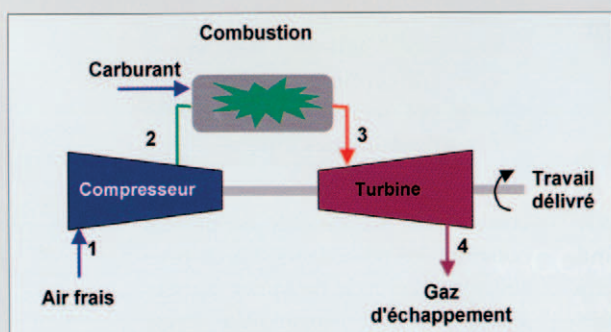 Combustion
Carburant
2
3
Compresseur
Turbine
Travail
délivré
1
4
Air frais
Gaz
d'échappement